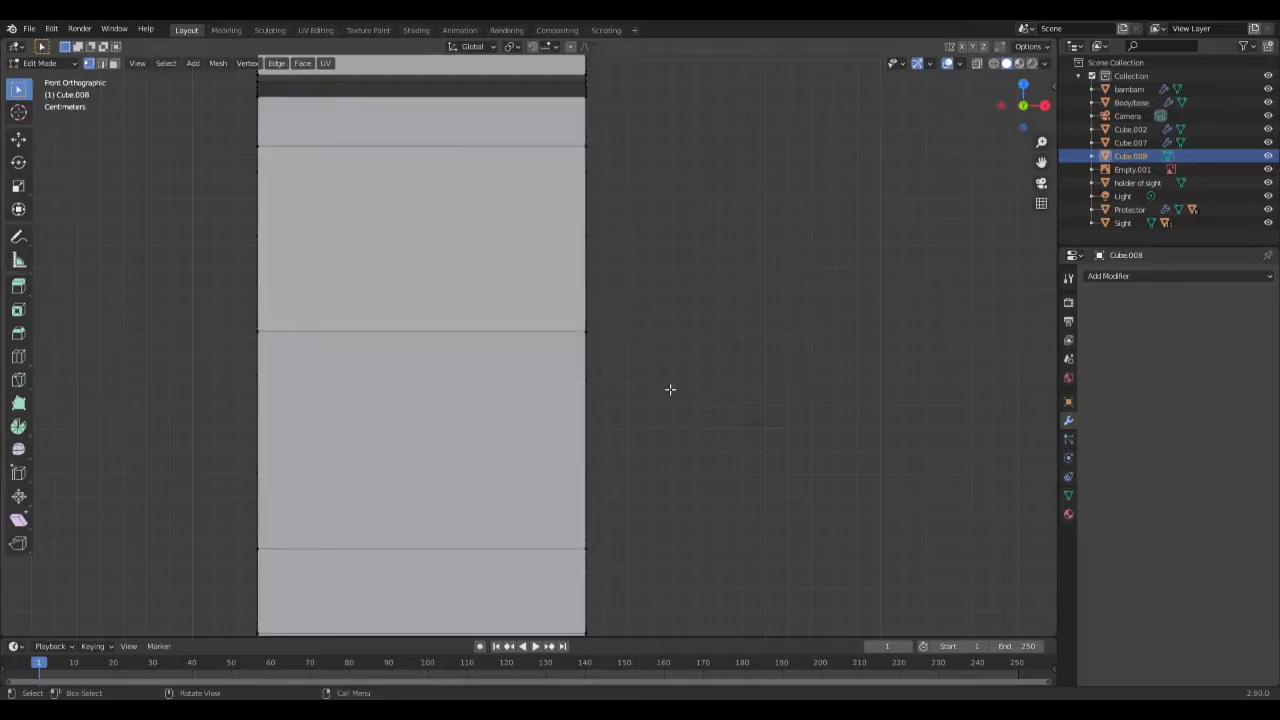 File Edit Render Window Help Layout Modeling Sculpting UV Editing Texture Paint Shading Animation Rendering Compositing Scripting + Scene View Layer
Global X Y Z Options
Edit Mode View Select Add Mesh Vertex Edge Face UV
Front Orthographic
(1) Cube.008
Centimeters
Z
Y
X
Scene Collection
Collection
bambam
Body/base
Camera
Cube.002
Cube.007
Cube.008
Empty.001
holder of sight
Light
Protector
Sight
Cube.008
Add Modifier
Playback Keying View Marker 1 Start 1 End 250
1 10 20 30 40 50 60 70 80 90 100 110 120 130 140 150 160 170 180 190 200 210 220 230 240 250
Select Box Select Rotate View Call Menu 2.90.0